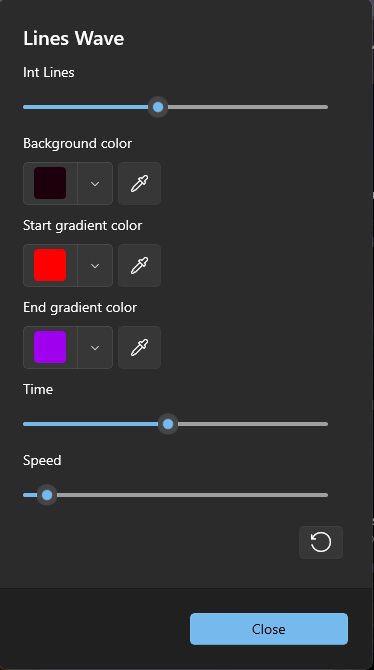 Lines Wave
Int Lines
Background color
Start gradient color
End gradient color
Time
Speed
Close